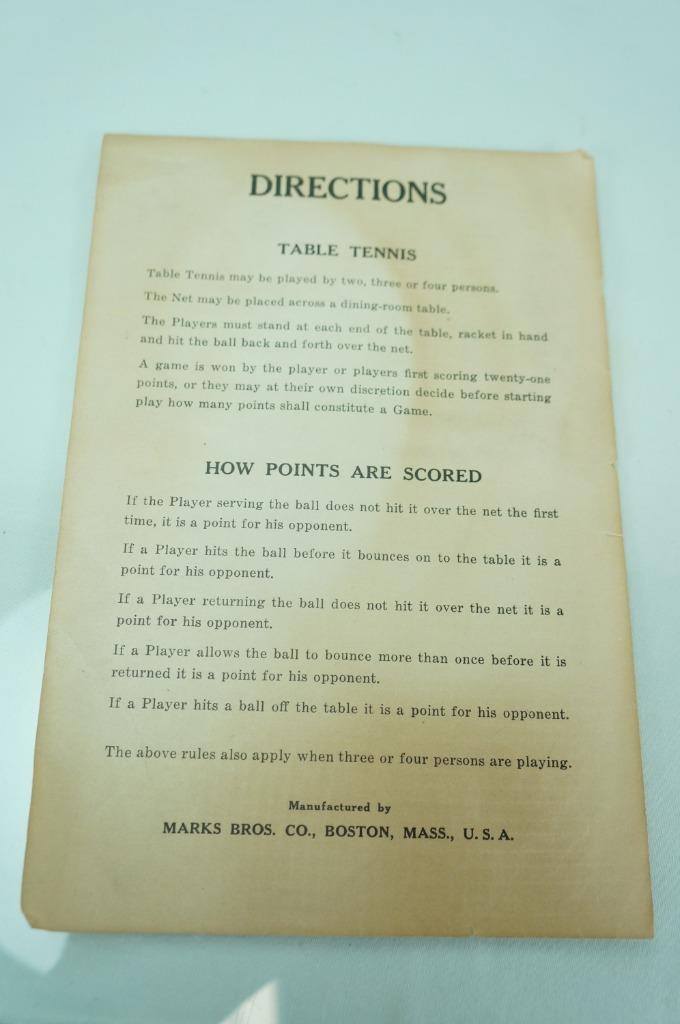 DIRECTIONS
TABLE TENNIS
Table Tennis may be played by two, three or four persons.
The Net may be placed across a dining-room table.
The Players must stand at each end of the table, racket in hand
and hit the ball back and forth over the net.
A game is won by the player or players first scoring twenty-one
points, or they may at their own discretion decide before starting
play how many points shall constitute a Game.
HOW POINTS ARE SCORED
If the Player serving the ball does not hit it over the net the first
time, it is a point for his opponent.
If a Player hits the ball before it bounces on to the table it is a
point for his opponent.
If a Player returning the ball does not hit it over the net it is a
point for his opponent.
If a Player allows the ball to bounce more than once before it is
returned it is a point for his opponent.
If a Player hits a ball off the table it is a point for his opponent.
The above rules also apply when three or four persons are playing.
Manufactured by
MARKS BROS. CO., BOSTON, MASS., U. S. A.